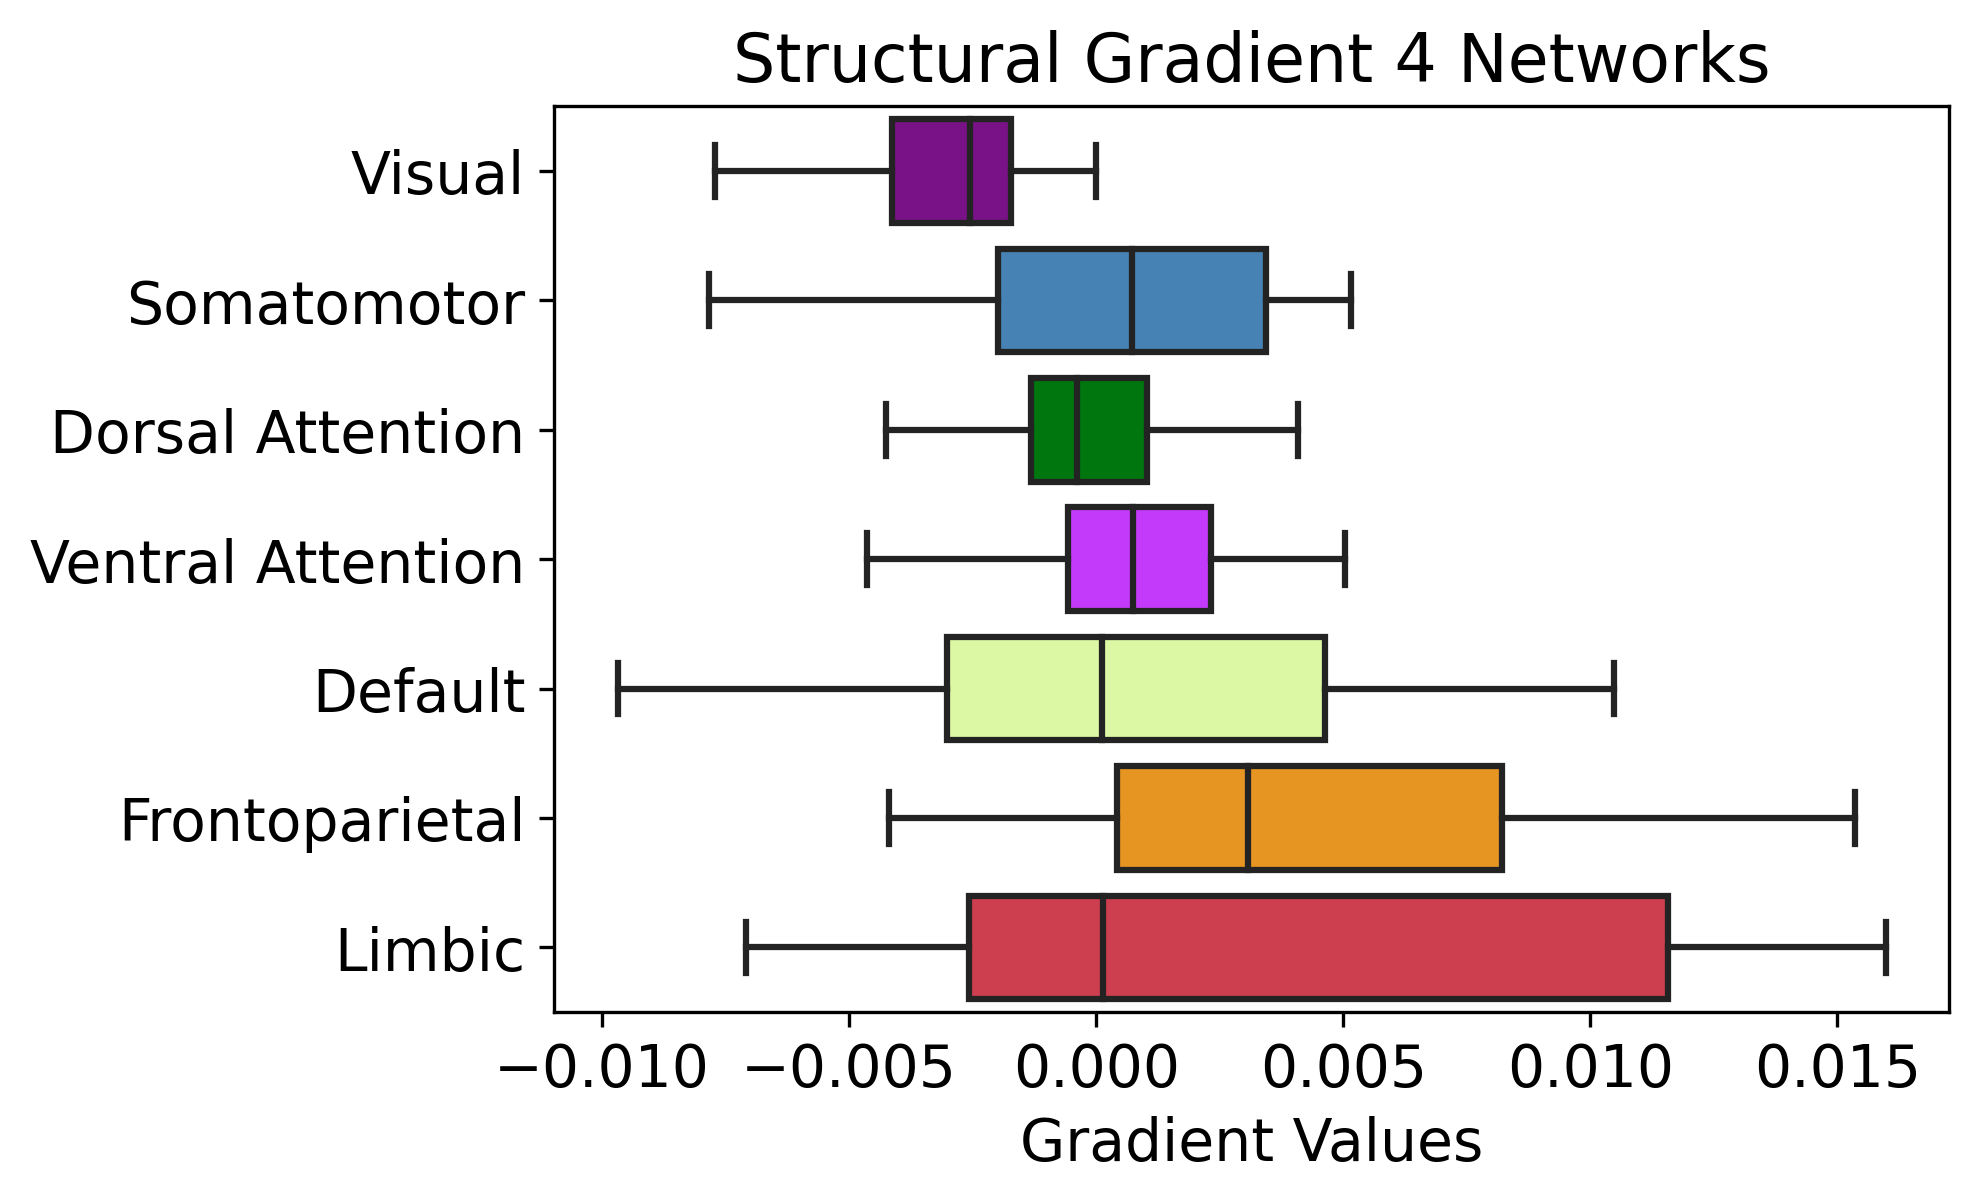 Structural Gradient 4 Networks
Visual
Somatomotor
Dorsal Attention
Ventral Attention
Default
Frontoparietal
Limbic
−0.010 −0.005 0.000 0.005 0.010 0.015
Gradient Values